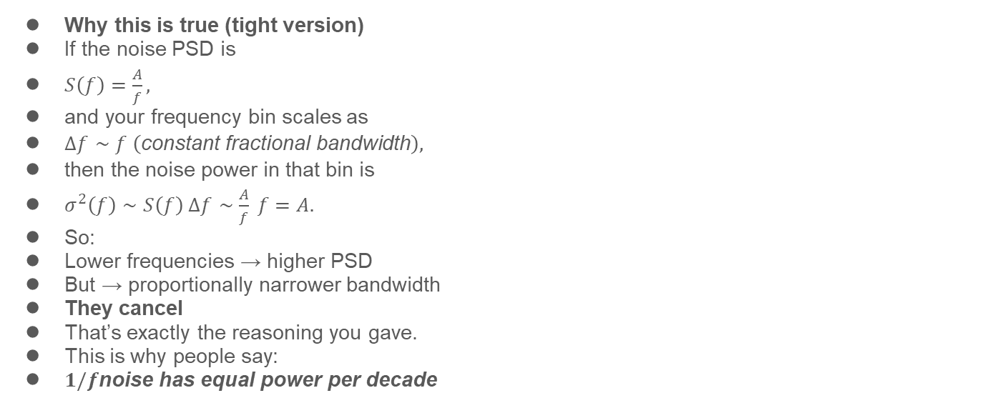 ● Why this is true (tight version)
● If the noise PSD is
● S(f) = A/f,
● and your frequency bin scales as
● Δf ~ f (constant fractional bandwidth),
● then the noise power in that bin is
● σ²(f) ~ S(f) Δf ~ A/f f = A.
● So:
● Lower frequencies → higher PSD
● But → proportionally narrower bandwidth
● They cancel
● That’s exactly the reasoning you gave.
● This is why people say:
● 1/fnoise has equal power per decade